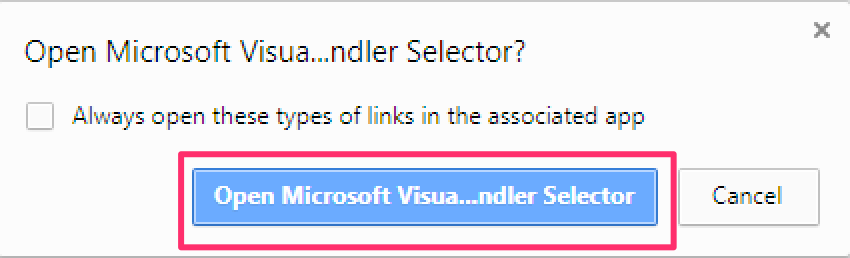 Open Microsoft Visua...ndler Selector?
Always open these types of links in the associated app
Open Microsoft Visua...ndler Selector
Cancel